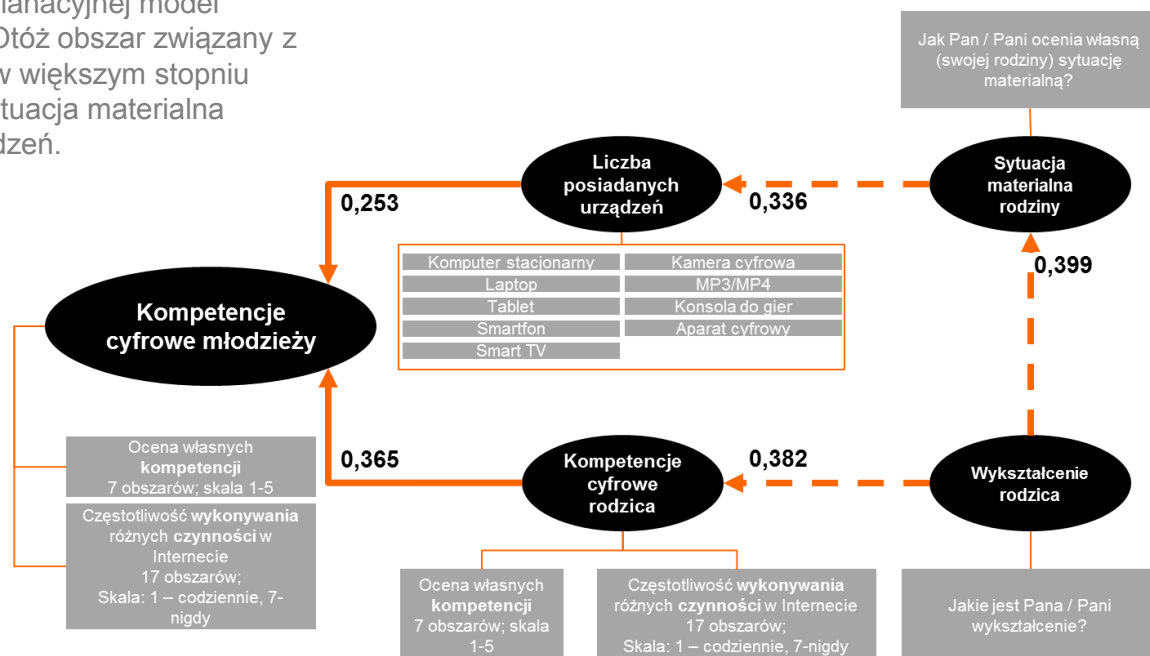 lanacyjnej model
Otóż obszar związany z
w większym stopniu
tuacja materialna
dzeń.
Jak Pan / Pani ocenia własną
(swojej rodziny) sytuację
materialną?
Liczba
posiadanych
urządzeń
Sytuacja
materialna
rodziny
0,253
0,336
0,399
Komputer stacjonarny
Kamera cyfrowa
Laptop
MP3/MP4
Tablet
Konsola do gier
Smartfon
Aparat cyfrowy
Smart TV
Kompetencje
cyfrowe młodzieży
Ocena własnych
kompetencji
7 obszarów; skala 1-5
0,365
Kompetencje
cyfrowe
rodzica
0,382
Wykształcenie
rodzica
Częstotliwość wykonywania
różnych czynności w
Internecie
17 obszarów;
Skala: 1 – codziennie, 7-
nigdy
Ocena własnych
kompetencji
7 obszarów; skala
1-5
Częstotliwość wykonywania
różnych czynności w Internecie
17 obszarów;
Skala: 1 – codziennie, 7-nigdy
Jakie jest Pana / Pani
wykształcenie?